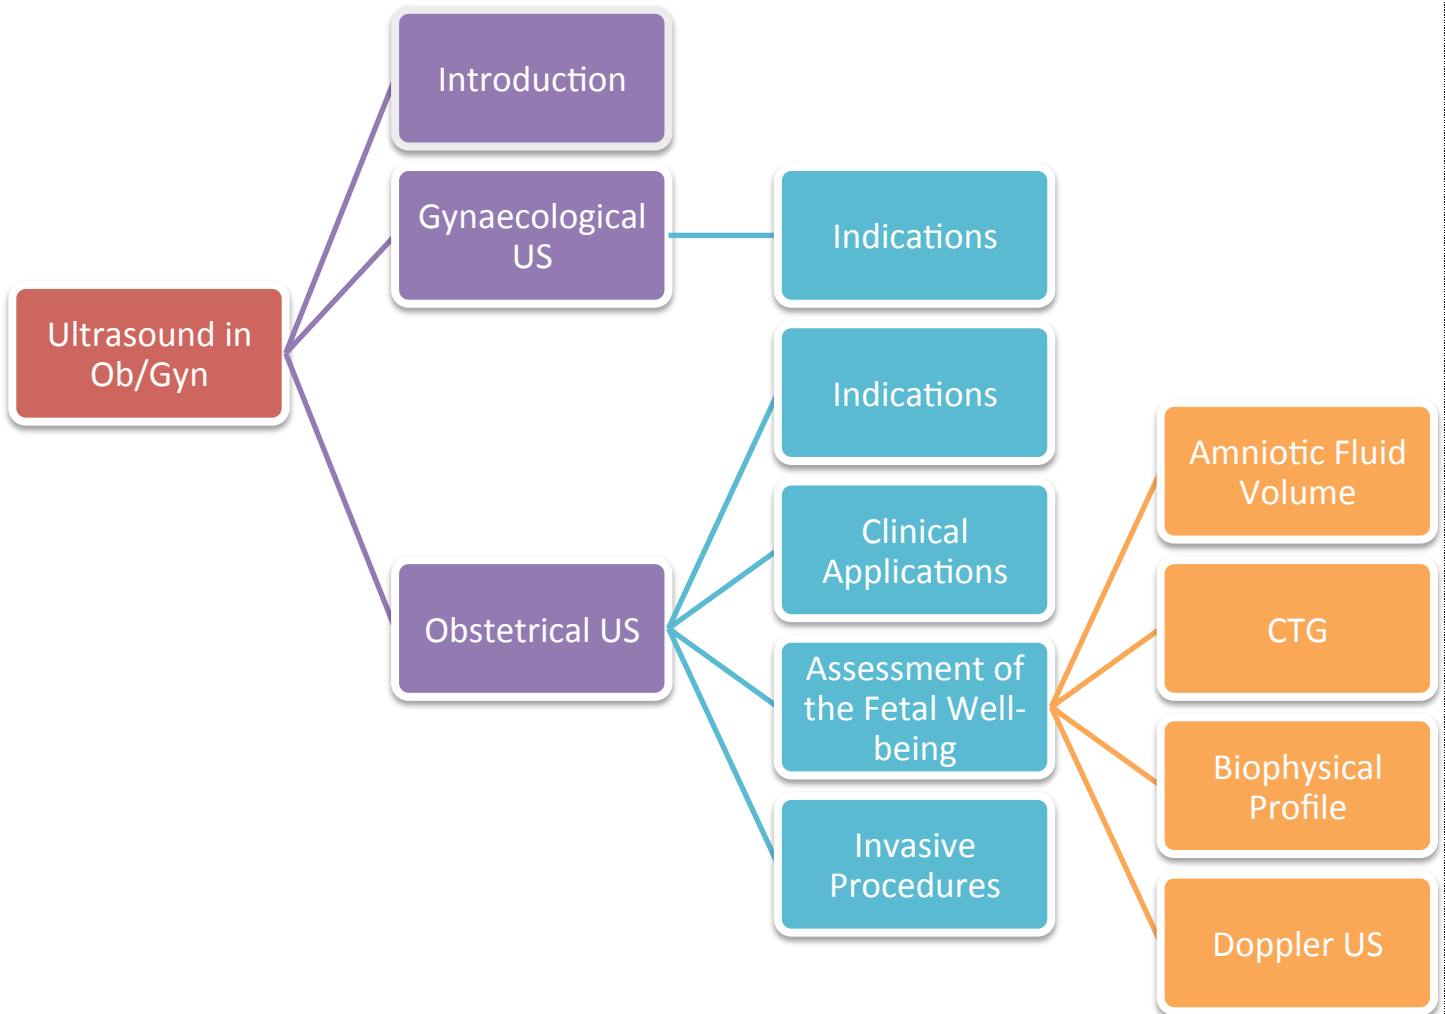 Introduction
Gynaecological
US
Indications
Ultrasound in
Ob/Gyn
Indications
Amniotic Fluid
Volume
Clinical
Applications
Obstetrical US
CTG
Assessment of
the Fetal Well-
being
Biophysical
Profile
Invasive
Procedures
Doppler US